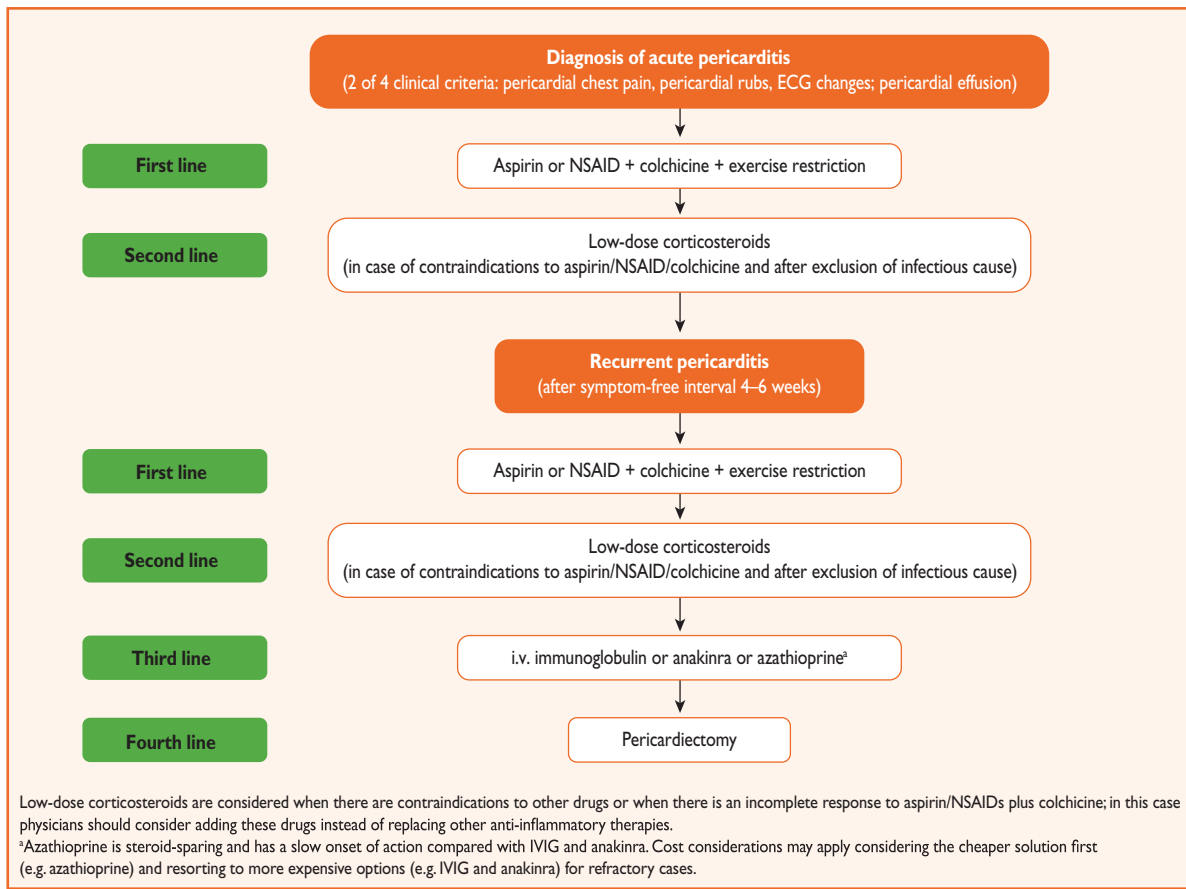 Diagnosis of acute pericarditis
(2 of 4 clinical criteria: pericardial chest pain, pericardial rubs, ECG changes; pericardial effusion)
First line
Aspirin or NSAID + colchicine + exercise restriction
Second line
Low-dose corticosteroids
(in case of contraindications to aspirin/NSAID/colchicine and after exclusion of infectious cause)
Recurrent pericarditis
(after symptom-free interval 4–6 weeks)
First line
Aspirin or NSAID + colchicine + exercise restriction
Second line
Low-dose corticosteroids
(in case of contraindications to aspirin/NSAID/colchicine and after exclusion of infectious cause)
Third line
i.v. immunoglobulin or anakinra or azathioprineᵃ
Fourth line
Pericardiectomy
Low-dose corticosteroids are considered when there are contraindications to other drugs or when there is an incomplete response to aspirin/NSAIDs plus colchicine; in this case
physicians should consider adding these drugs instead of replacing other anti-inflammatory therapies.
ᵃAzathioprine is steroid-sparing and has a slow onset of action compared with IVIG and anakinra. Cost considerations may apply considering the cheaper solution first
(e.g. azathioprine) and resorting to more expensive options (e.g. IVIG and anakinra) for refractory cases.